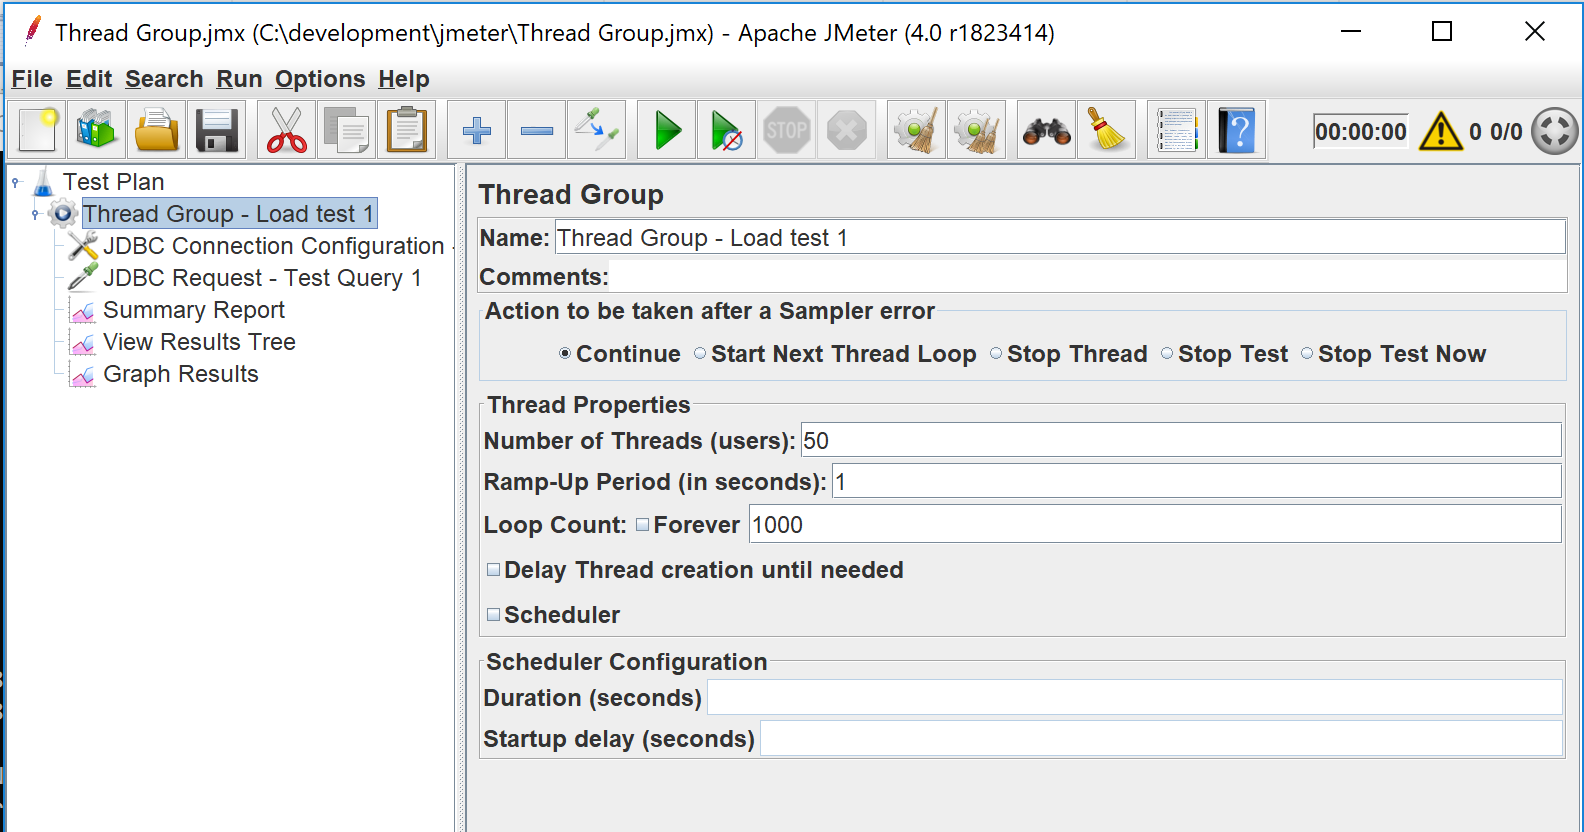 Thread Group.jmx (C:\development\jmeter\Thread Group.jmx) - Apache JMeter (4.0 r1823414)
File Edit Search Run Options Help
STOP
?
00:00:00
0 0/0
Test Plan
Thread Group - Load test 1
JDBC Connection Configuration
JDBC Request - Test Query 1
Summary Report
View Results Tree
Graph Results
Thread Group
Name: Thread Group - Load test 1
Comments:
Action to be taken after a Sampler error
Continue Start Next Thread Loop Stop Thread Stop Test Stop Test Now
Thread Properties
Number of Threads (users): 50
Ramp-Up Period (in seconds): 1
Loop Count: Forever 1000
Delay Thread creation until needed
Scheduler
Scheduler Configuration
Duration (seconds)
Startup delay (seconds)